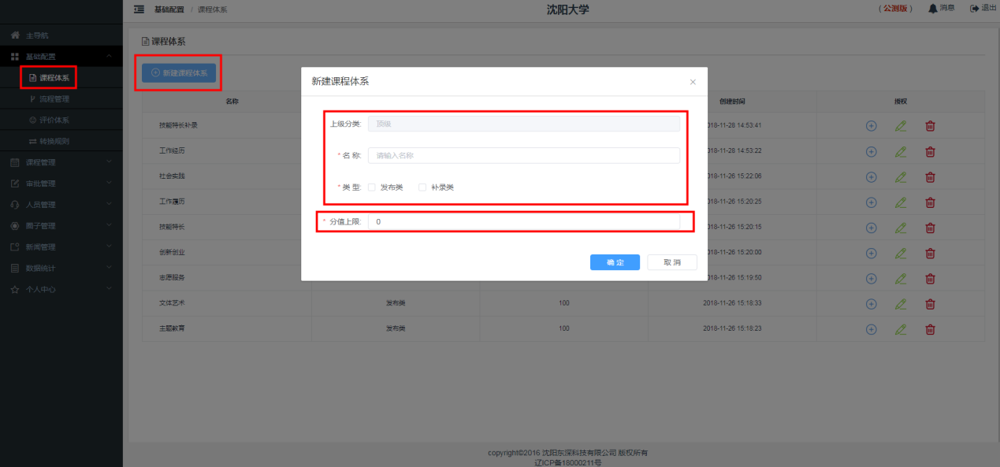 基础配置 / 课程体系
沈阳大学
(公测版) 消息 退出
主导航
基础配置
课程体系
流程管理
评价体系
转换规则
课程管理
审批管理
人员管理
圈子管理
新闻管理
数据统计
个人中心
课程体系
新建课程体系
名称 创建时间 授权
技能特长补录 018-11-28 14:53:41
工作经历 018-11-28 14:53:22
社会实践 018-11-26 15:22:06
工作履历 018-11-26 15:20:25
技能特长 018-11-26 15:20:15
创新创业 018-11-26 15:20:00
志愿服务 018-11-26 15:19:50
文体艺术 发布类 100 2018-11-26 15:18:33
主题教育 发布类 100 2018-11-26 15:18:23
新建课程体系 ×
上级分类: 顶级
* 名 称: 请输入名称
* 类 型: 发布类 补录类
* 分值上限: 0
确 定 取 消
copyright©2016 沈阳东深科技有限公司 版权所有
辽ICP备18000211号